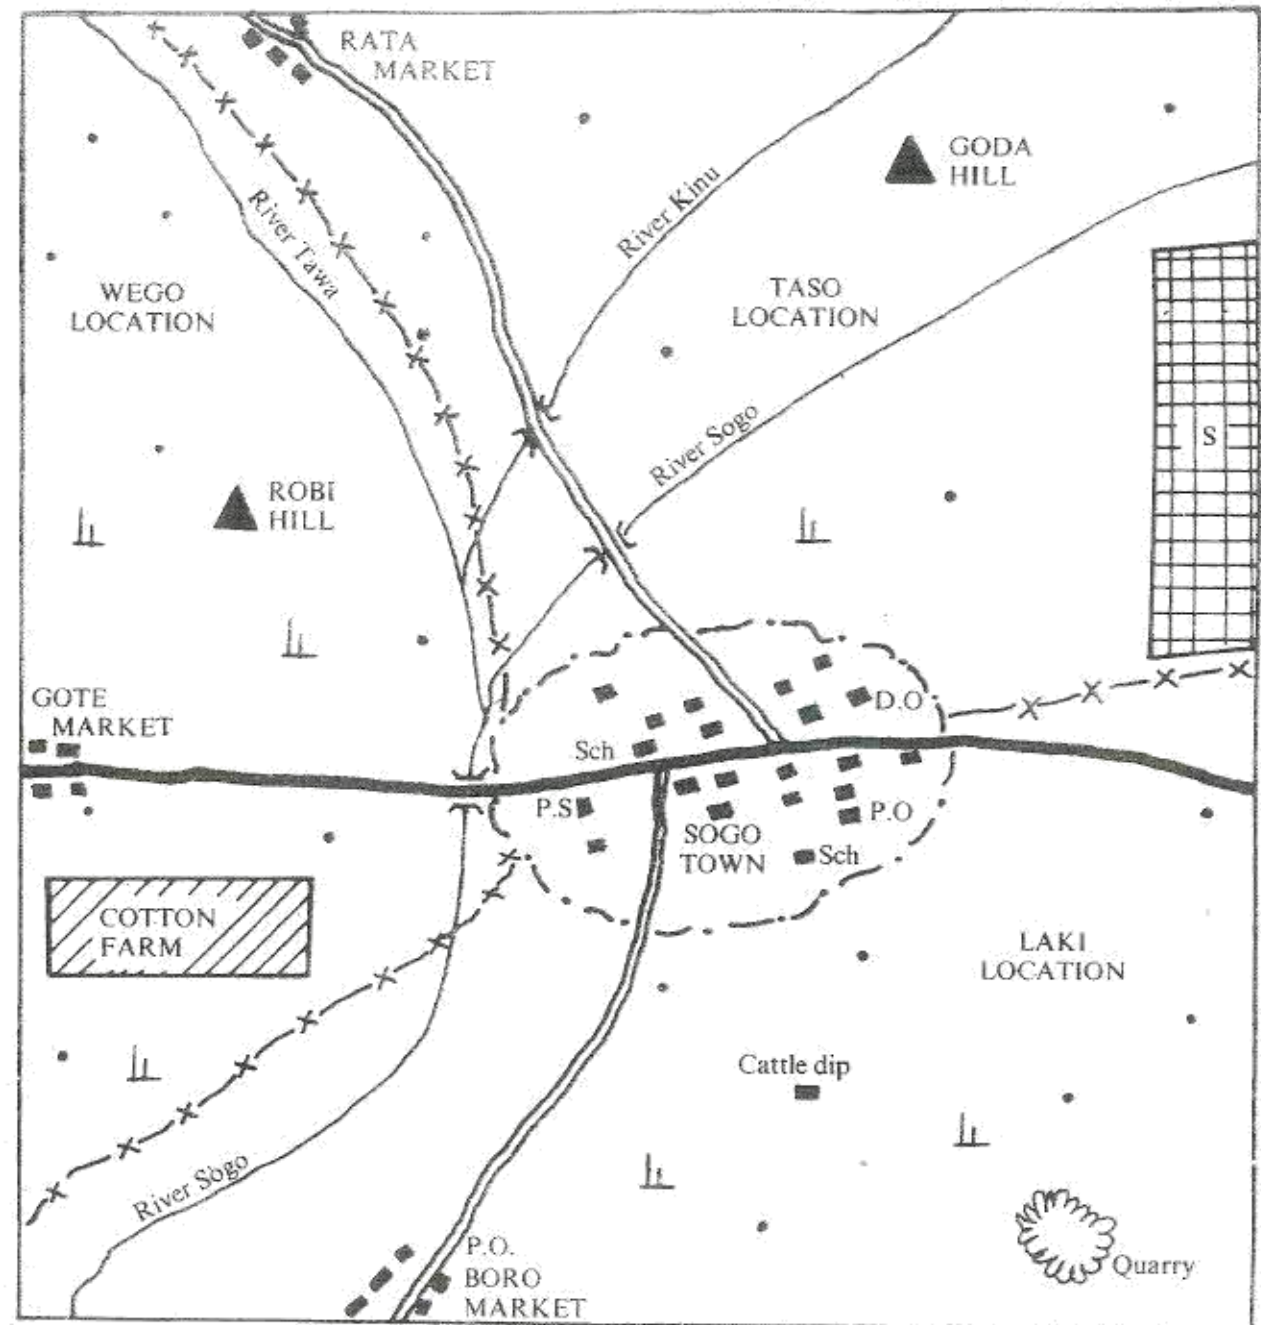 RATA
MARKET
GODA
HILL
River Kinu
River Tawa
WEGO
LOCATION
TASO
LOCATION
River Sogo
S
ROBI
HILL
GOTE
MARKET
D.O
Sch
P.S
SOGO
TOWN
P.O
Sch
COTTON
FARM
LAKI
LOCATION
Cattle dip
River Sogo
P.O.
BORO
MARKET
Quarry